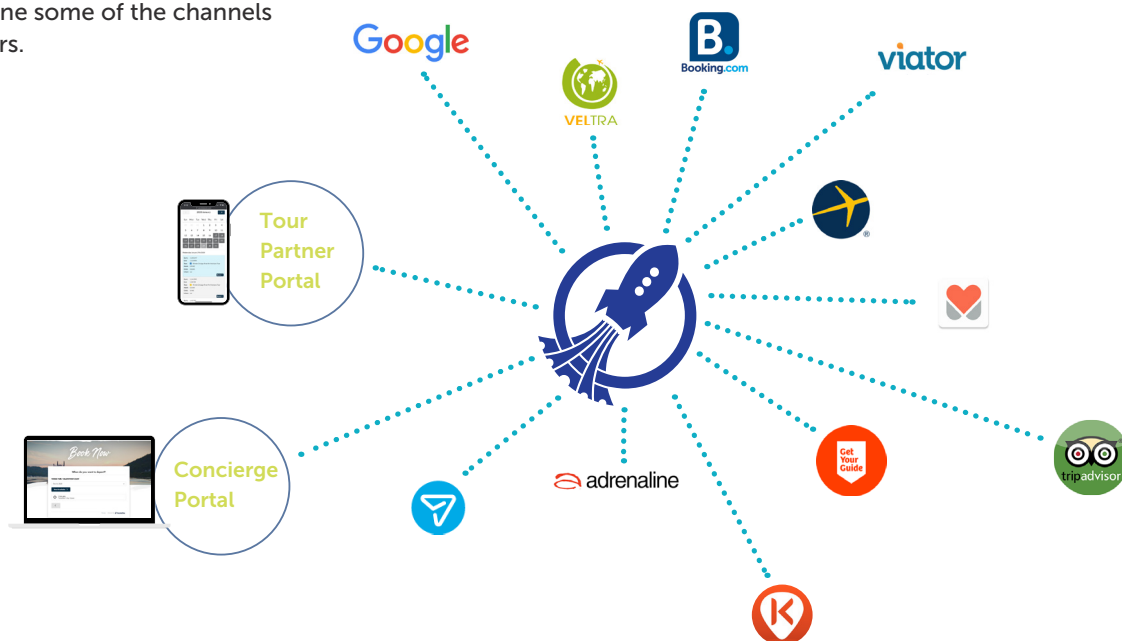 ne some of the channels
rs.
Google
B.
Booking.com
viator
VELTRA
®
Tour
Partner
Portal
Concierge
Portal
Book Now
Get
Your
Guide
tripadvisor
adrenaline
K